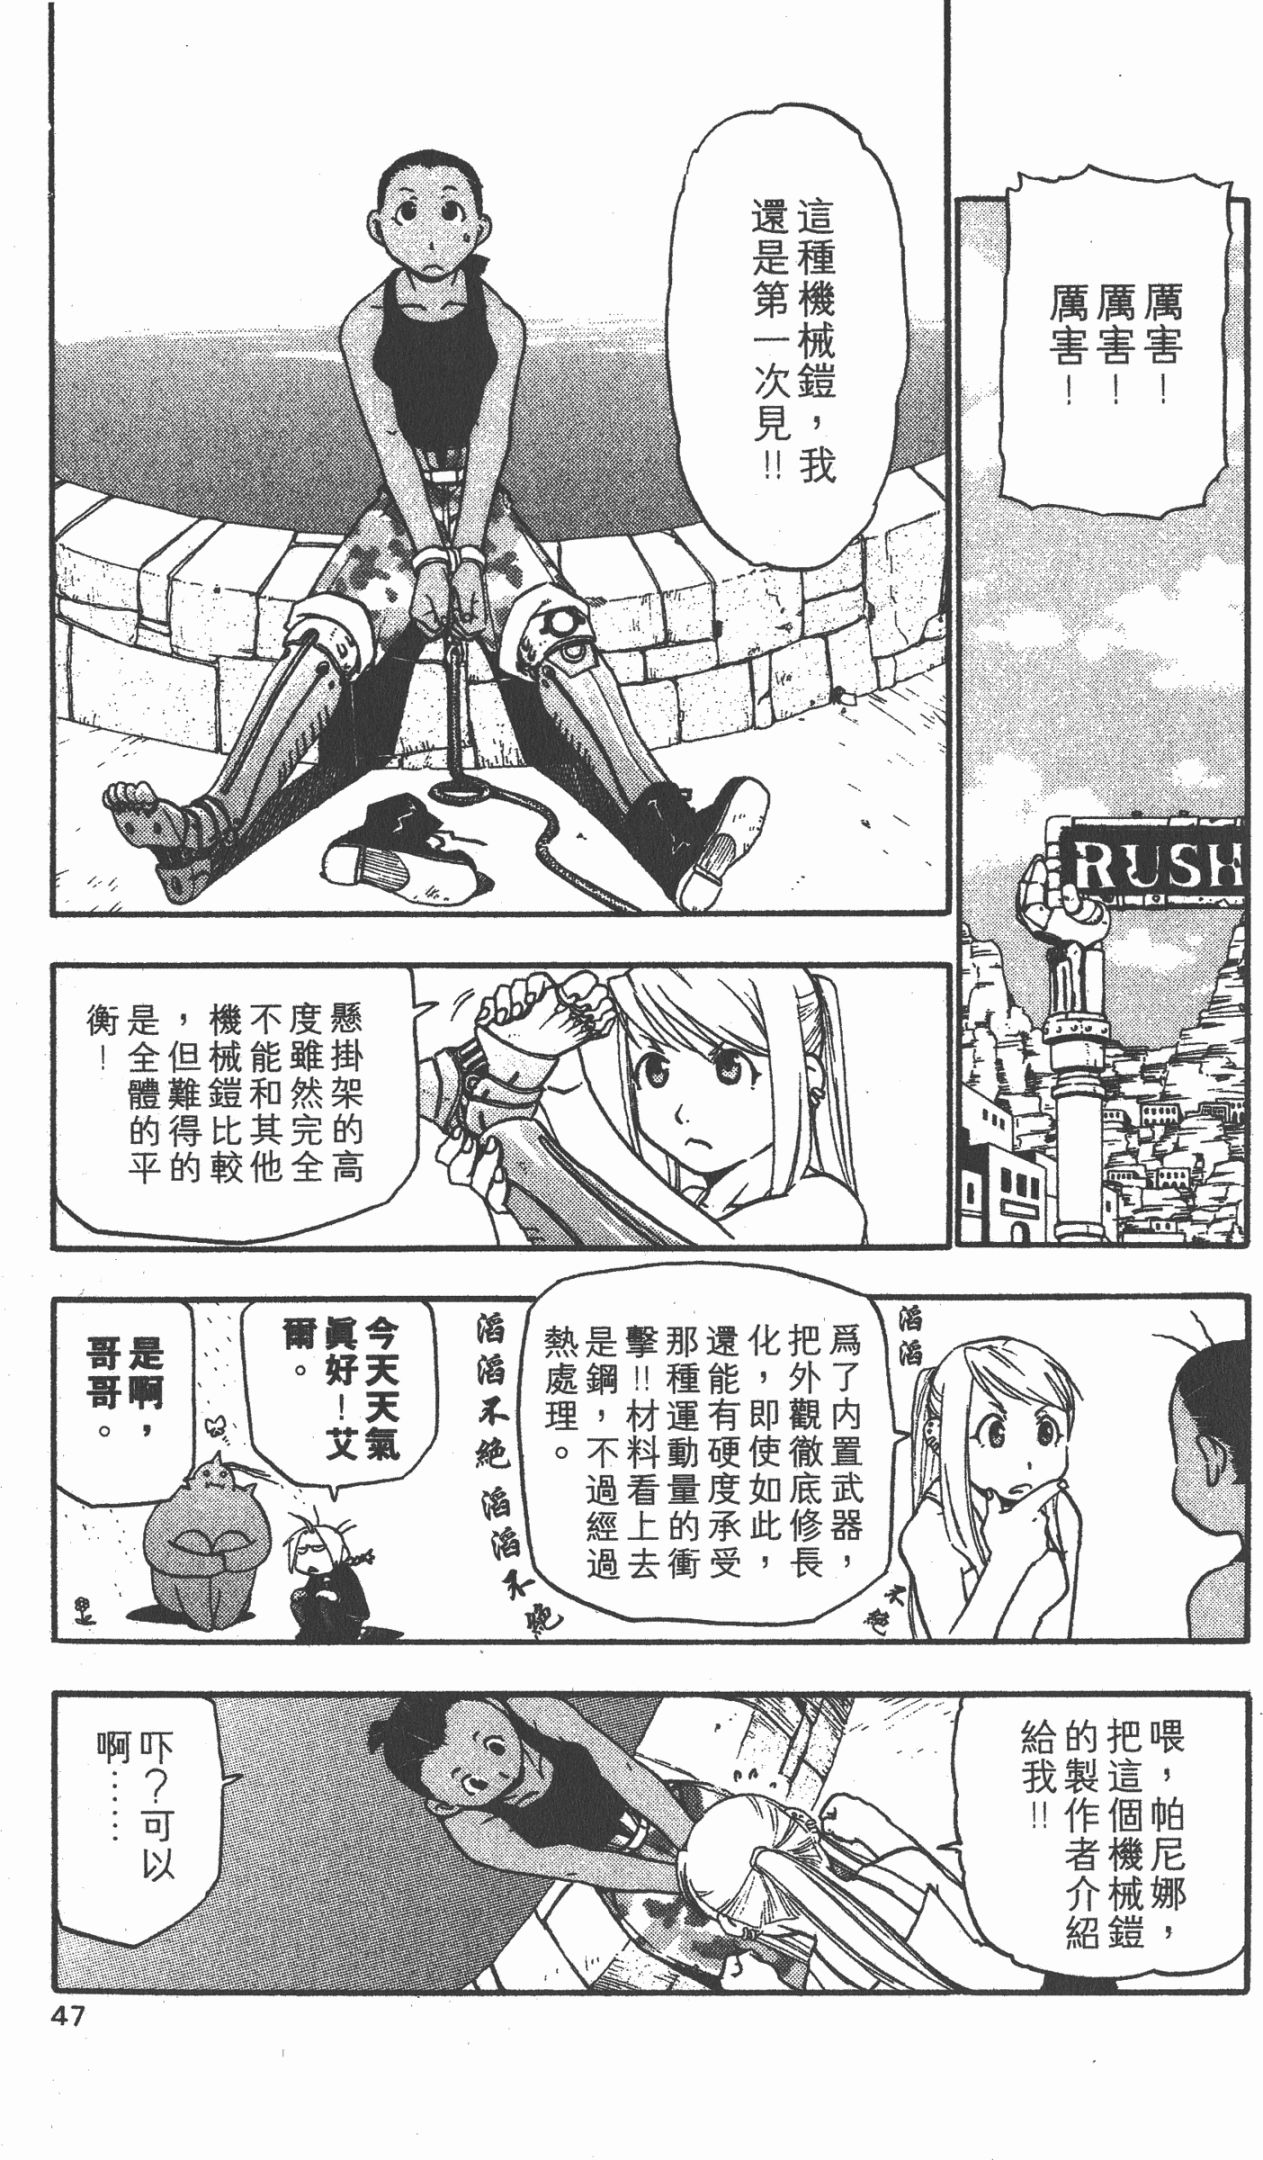 厲害!
厲害!
厲害!
RUSH
這種機械鎧，我
還是第一次見!!
懸掛架的高
度雖然完全
不能和其他
機械鎧比較
，但難得的
是全體的平
衡!
滔滔
不絕
爲了內置武器，
把外觀徹底修長
化，即使如此，
還能有硬度承受
那種運動量的衝
擊!!材料看上去
是鋼，不過經過
熱處理。
滔滔不絕
滔滔不絕
今天天氣
眞好!艾
爾。
是啊，
哥哥。
喂，帕尼娜，
把這個機械鎧
的製作者介紹
給我!!
吓?可以
啊……
47